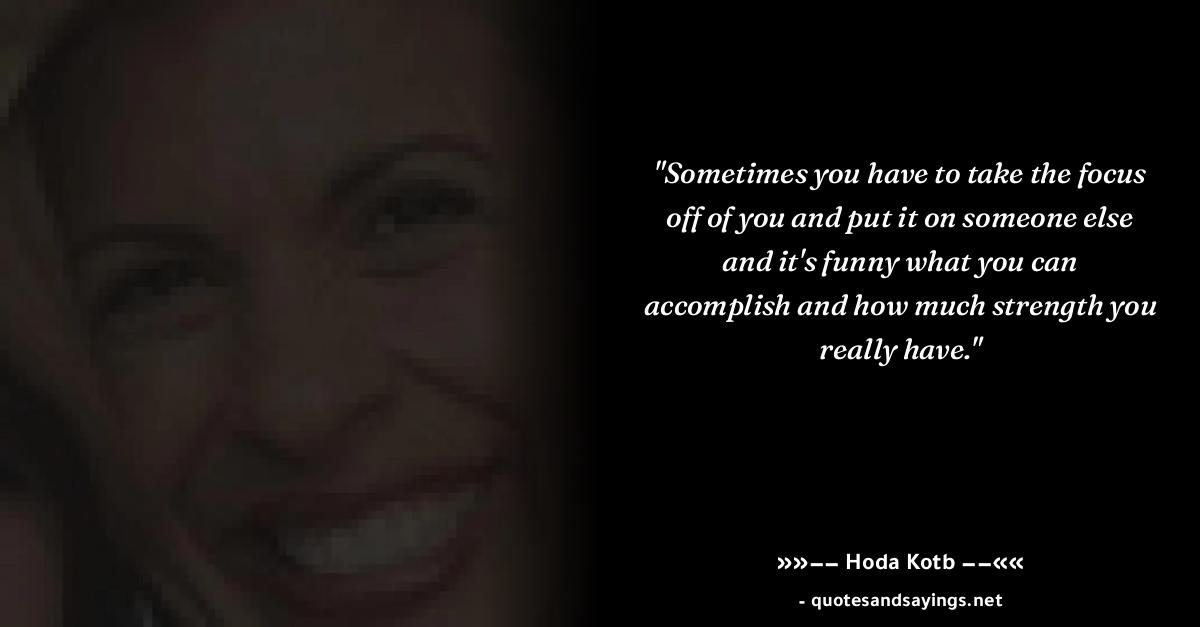 "Sometimes you have to take the focus
off of you and put it on someone else
and it's funny what you can
accomplish and how much strength you
really have."
»»–– Hoda Kotb ––««
- quotesandsayings.net